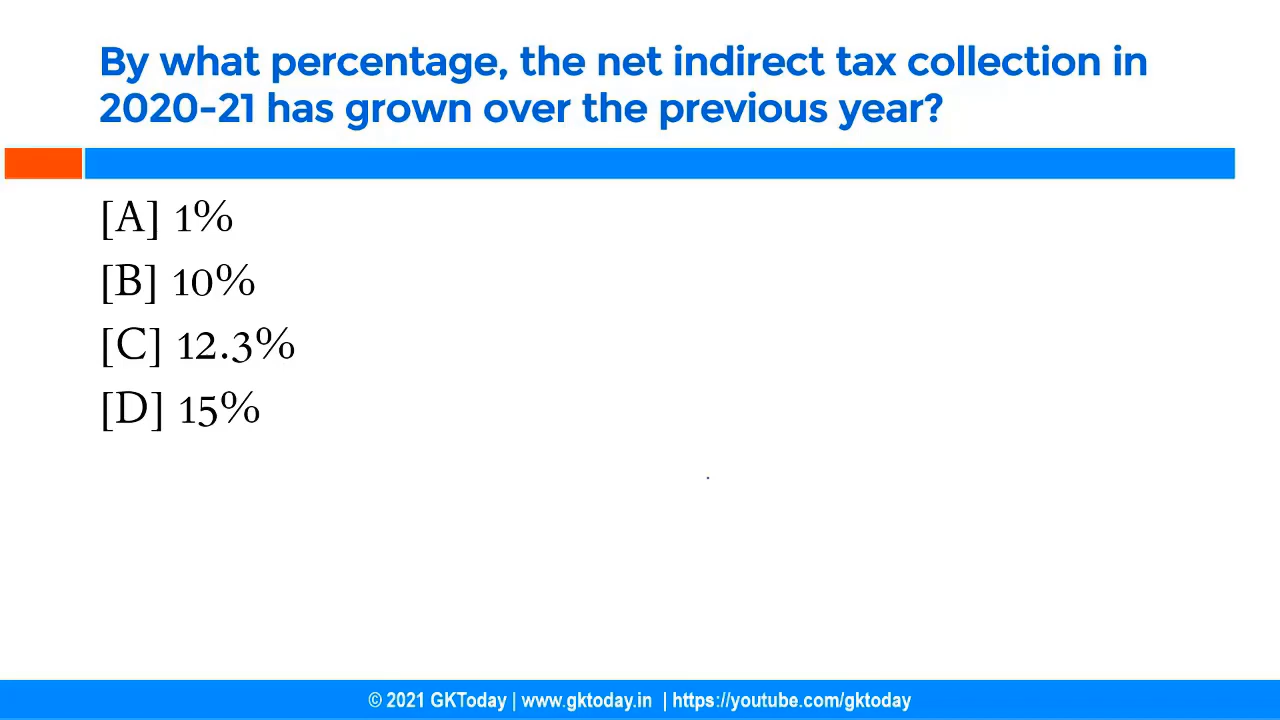 By what percentage, the net indirect tax collection in
2020-21 has grown over the previous year?
[A] 1%
[B] 10%
[C] 12.3%
[D] 15%
© 2021 GKToday | www.gktoday.in | https://youtube.com/gktoday